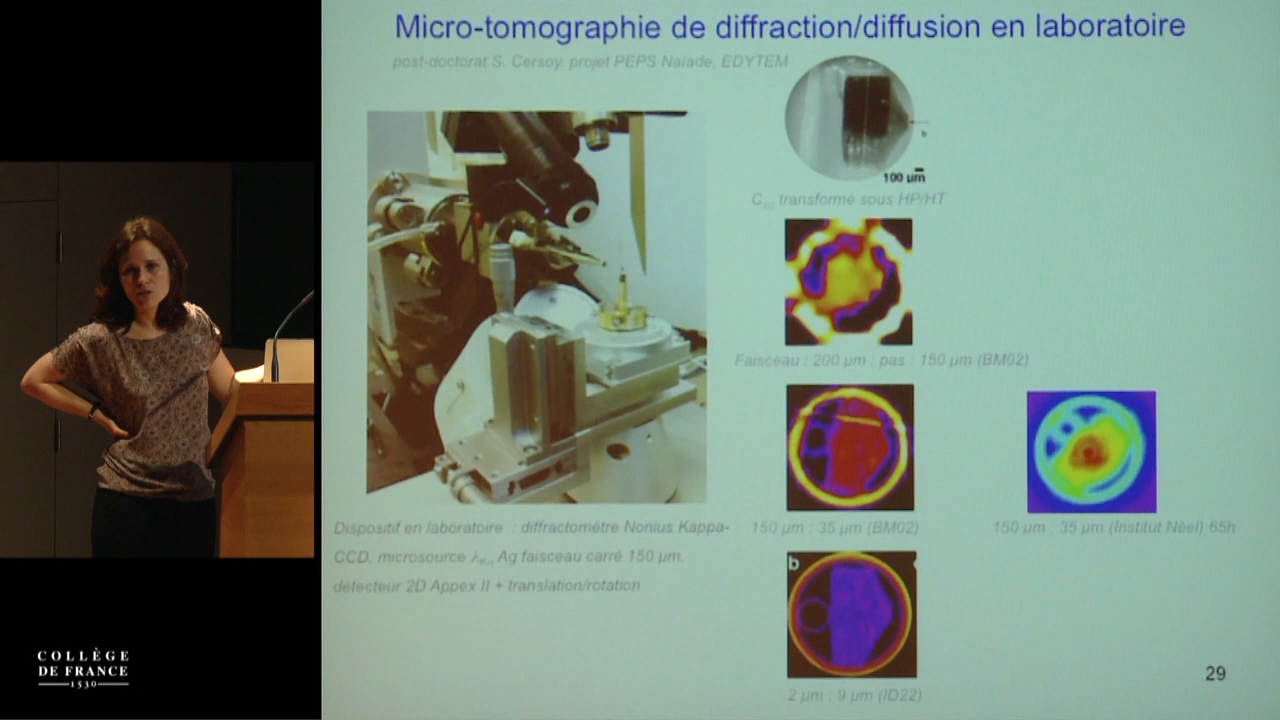 Micro-tomographie de diffraction/diffusion en laboratoire
post-doctorat S. Cersoy, projet PEPS Naïade, EDYTEM
100 µm
C₆₀ transformé sous HP/HT
Faisceau : 200 µm ; pas : 150 µm (BM02)
150 µm ; 35 µm (BM02)
150 µm ; 35 µm (Institut Néel) 65h
Dispositif en laboratoire : diffractomètre Nonius Kappa-
CCD, microsource Ag faisceau carré 150 µm,
détecteur 2D Appex II + translation/rotation
b
2 µm ; 9 µm (ID22)
29
COLLÈGE
DE FRANCE
1530